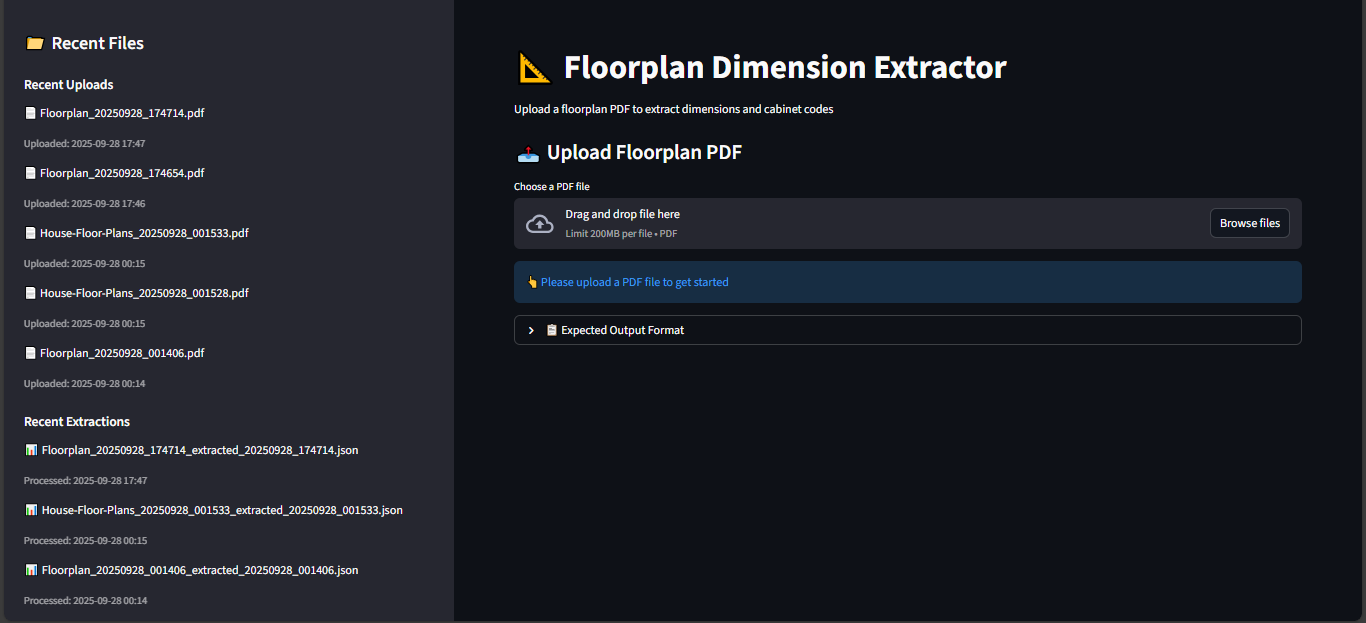 Recent Files
Recent Uploads
Floorplan_20250928_174714.pdf
Uploaded: 2025-09-28 17:47
Floorplan_20250928_174654.pdf
Uploaded: 2025-09-28 17:46
House-Floor-Plans_20250928_001533.pdf
Uploaded: 2025-09-28 00:15
House-Floor-Plans_20250928_001528.pdf
Uploaded: 2025-09-28 00:15
Floorplan_20250928_001406.pdf
Uploaded: 2025-09-28 00:14
Recent Extractions
Floorplan_20250928_174714_extracted_20250928_174714.json
Processed: 2025-09-28 17:47
House-Floor-Plans_20250928_001533_extracted_20250928_001533.json
Processed: 2025-09-28 00:15
Floorplan_20250928_001406_extracted_20250928_001406.json
Processed: 2025-09-28 00:14
Floorplan Dimension Extractor
Upload a floorplan PDF to extract dimensions and cabinet codes
Upload Floorplan PDF
Choose a PDF file
Drag and drop file here
Limit 200MB per file • PDF
Browse files
Please upload a PDF file to get started
Expected Output Format